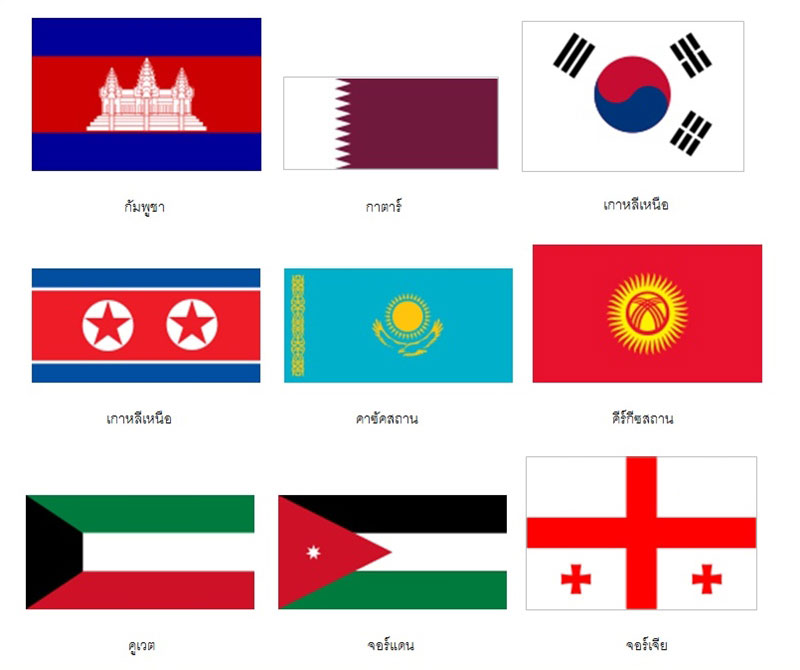 กัมพูชา
กาตาร์
เกาหลีเหนือ
เกาหลีเหนือ
คาซัคสถาน
คีร์กีซสถาน
คูเวต
จอร์แดน
จอร์เจีย